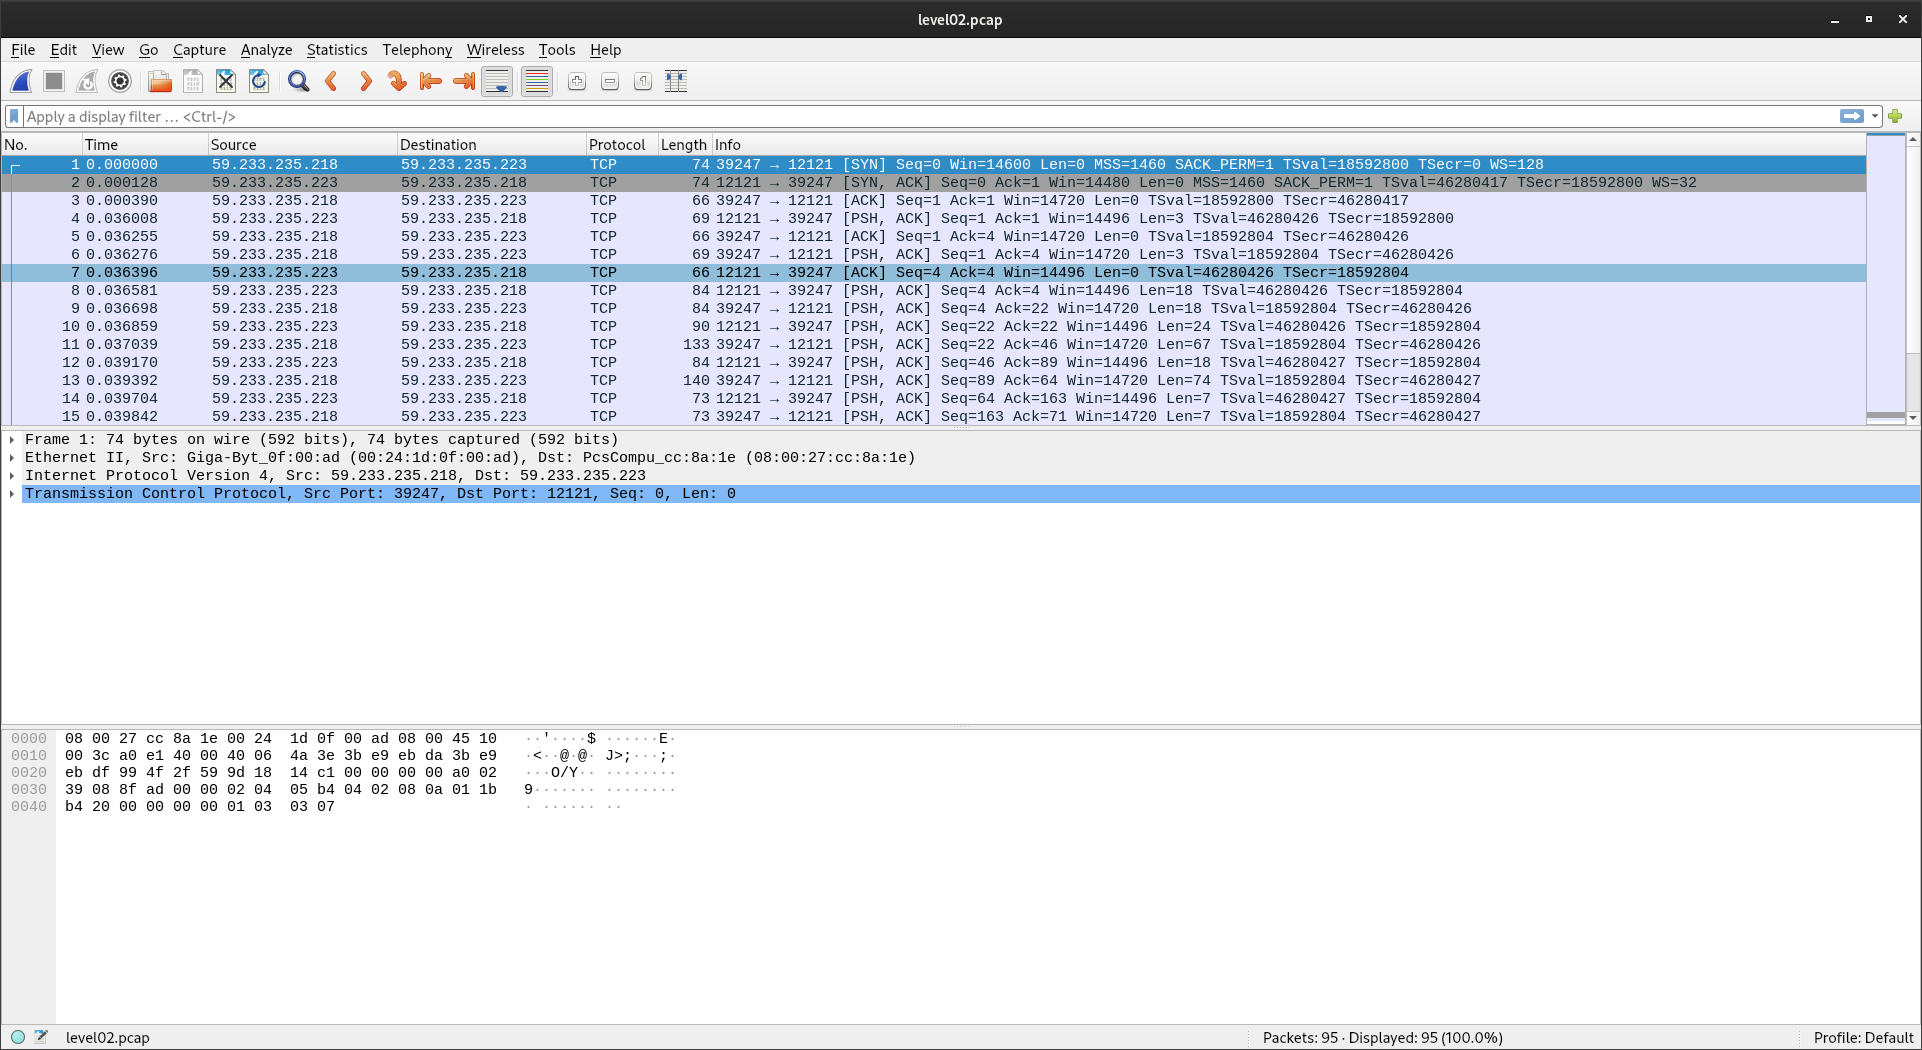 level02.pcap
File Edit View Go Capture Analyze Statistics Telephony Wireless Tools Help
Apply a display filter … <Ctrl-/>
No. Time Source Destination Protocol Length Info
1 0.000000 59.233.235.218 59.233.235.223 TCP 74 39247 → 12121 [SYN] Seq=0 Win=14600 Len=0 MSS=1460 SACK_PERM=1 TSval=18592800 TSecr=0 WS=128
2 0.000128 59.233.235.223 59.233.235.218 TCP 74 12121 → 39247 [SYN, ACK] Seq=0 Ack=1 Win=14480 Len=0 MSS=1460 SACK_PERM=1 TSval=46280417 TSecr=18592800 WS=32
3 0.000390 59.233.235.218 59.233.235.223 TCP 66 39247 → 12121 [ACK] Seq=1 Ack=1 Win=14720 Len=0 TSval=18592800 TSecr=46280417
4 0.036008 59.233.235.223 59.233.235.218 TCP 69 12121 → 39247 [PSH, ACK] Seq=1 Ack=1 Win=14496 Len=3 TSval=46280426 TSecr=18592800
5 0.036255 59.233.235.218 59.233.235.223 TCP 66 39247 → 12121 [ACK] Seq=1 Ack=4 Win=14720 Len=0 TSval=18592804 TSecr=46280426
6 0.036276 59.233.235.218 59.233.235.223 TCP 69 39247 → 12121 [PSH, ACK] Seq=1 Ack=4 Win=14720 Len=3 TSval=18592804 TSecr=46280426
7 0.036396 59.233.235.223 59.233.235.218 TCP 66 12121 → 39247 [ACK] Seq=4 Ack=4 Win=14496 Len=0 TSval=46280426 TSecr=18592804
8 0.036581 59.233.235.223 59.233.235.218 TCP 84 12121 → 39247 [PSH, ACK] Seq=4 Ack=4 Win=14496 Len=18 TSval=46280426 TSecr=18592804
9 0.036698 59.233.235.218 59.233.235.223 TCP 84 39247 → 12121 [PSH, ACK] Seq=4 Ack=22 Win=14720 Len=18 TSval=18592804 TSecr=46280426
10 0.036859 59.233.235.223 59.233.235.218 TCP 90 12121 → 39247 [PSH, ACK] Seq=22 Ack=22 Win=14496 Len=24 TSval=46280426 TSecr=18592804
11 0.037039 59.233.235.218 59.233.235.223 TCP 133 39247 → 12121 [PSH, ACK] Seq=22 Ack=46 Win=14720 Len=67 TSval=18592804 TSecr=46280426
12 0.039170 59.233.235.223 59.233.235.218 TCP 84 12121 → 39247 [PSH, ACK] Seq=46 Ack=89 Win=14496 Len=18 TSval=46280427 TSecr=18592804
13 0.039392 59.233.235.218 59.233.235.223 TCP 140 39247 → 12121 [PSH, ACK] Seq=89 Ack=64 Win=14720 Len=74 TSval=18592804 TSecr=46280427
14 0.039704 59.233.235.223 59.233.235.218 TCP 73 12121 → 39247 [PSH, ACK] Seq=64 Ack=163 Win=14496 Len=7 TSval=46280427 TSecr=18592804
15 0.039842 59.233.235.218 59.233.235.223 TCP 73 39247 → 12121 [PSH, ACK] Seq=163 Ack=71 Win=14720 Len=7 TSval=18592804 TSecr=46280427
Frame 1: 74 bytes on wire (592 bits), 74 bytes captured (592 bits)
Ethernet II, Src: Giga-Byt_0f:00:ad (00:24:1d:0f:00:ad), Dst: PcsCompu_cc:8a:1e (08:00:27:cc:8a:1e)
Internet Protocol Version 4, Src: 59.233.235.218, Dst: 59.233.235.223
Transmission Control Protocol, Src Port: 39247, Dst Port: 12121, Seq: 0, Len: 0
0000 08 00 27 cc 8a 1e 00 24 1d 0f 00 ad 08 00 45 10 ··'····$ ······E·
0010 00 3c a0 e1 40 00 40 06 4a 3e 3b e9 eb da 3b e9 ·<··@·@· J>;···;·
0020 eb df 99 4f 2f 59 9d 18 14 c1 00 00 00 00 a0 02 ···O/Y·· ········
0030 39 08 8f ad 00 00 02 04 05 b4 04 02 08 0a 01 1b 9······· ········
0040 b4 20 00 00 00 00 01 03 03 07 · ······ ··
level02.pcap Packets: 95 · Displayed: 95 (100.0%) Profile: Default